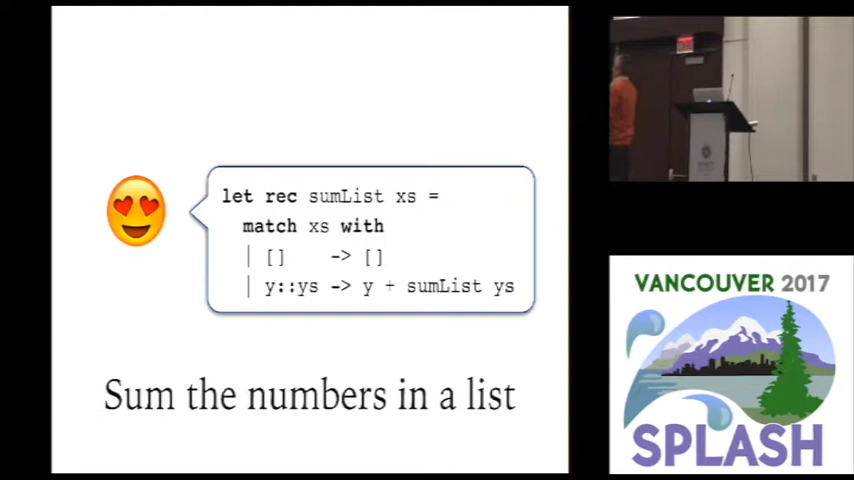 let rec sumList xs =
match xs with
| [] -> []
| y::ys -> y + sumList ys
Sum the numbers in a list
VANCOUVER 2017
SPLASH